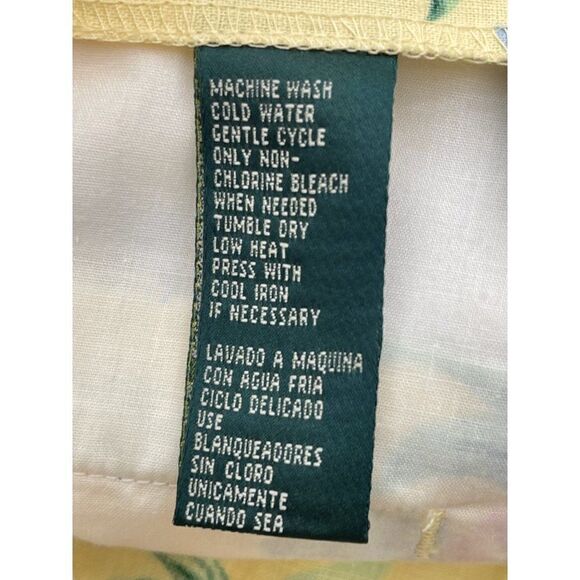 MACHINE WASH
COLD WATER
GENTLE CYCLE
ONLY NON-
CHLORINE BLEACH
WHEN NEEDED
TUMBLE DRY
LOW HEAT
PRESS WITH
COOL IRON
IF NECESSARY
LAVADO A MAQUINA
CON AGUA FRIA
CICLO DELICADO
USE
BLANQUEADORES
SIN CLORO
UNICAMENTE
CUANDO SEA